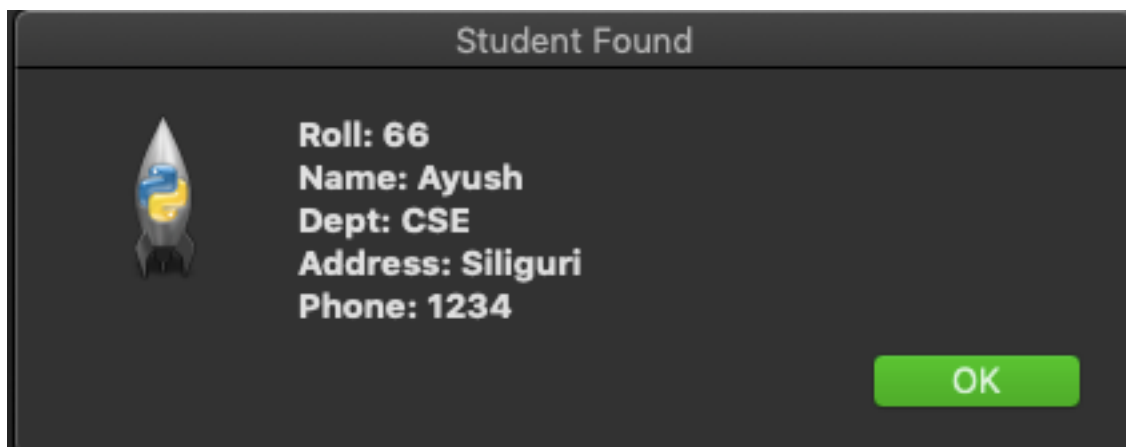 Student Found
Roll: 66
Name: Ayush
Dept: CSE
Address: Siliguri
Phone: 1234
OK